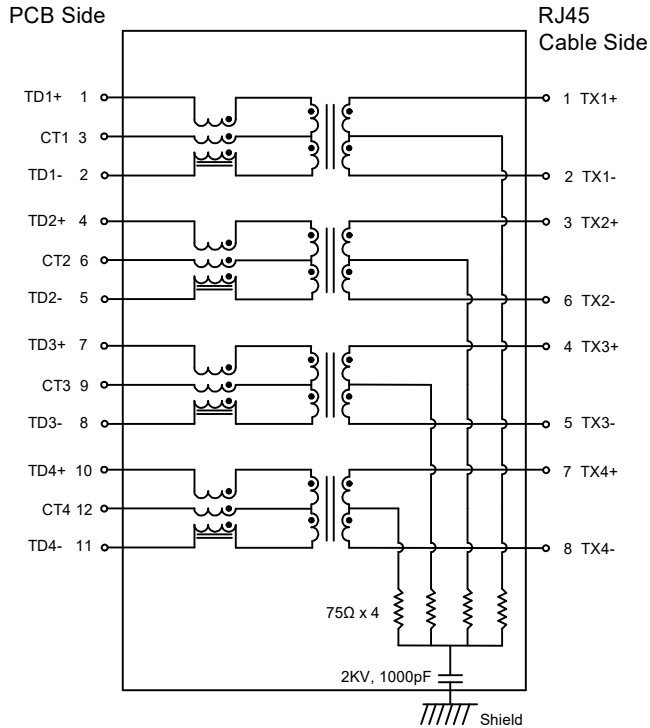 PCB Side
RJ45
Cable Side
TD1+ 1
1 TX1+
CT1 3
TD1- 2
2 TX1-
TD2+ 4
3 TX2+
CT2 6
TD2- 5
6 TX2-
TD3+ 7
4 TX3+
CT3 9
TD3- 8
5 TX3-
TD4+ 10
7 TX4+
CT4 12
TD4- 11
8 TX4-
75Ω x 4
2KV, 1000pF
Shield